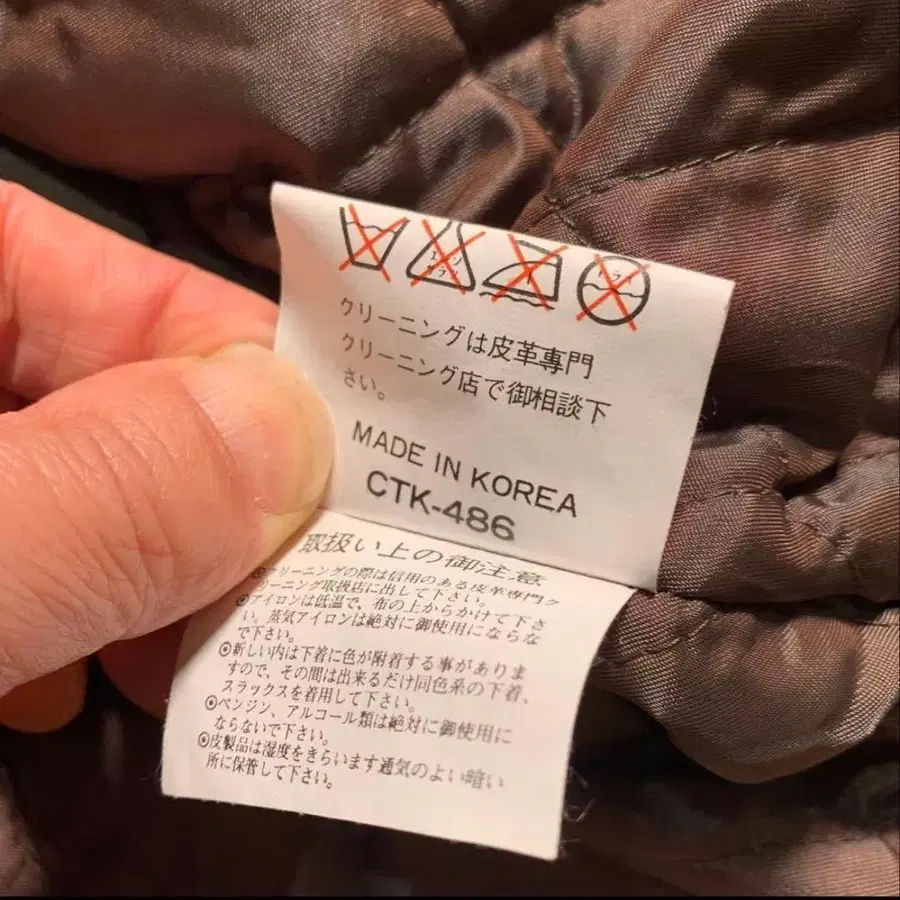 エンソ
サラシ
ドライ
クリーニングは皮革專門
クリーニング店で御相談下
さい。
MADE IN KOREA
CTK-486
取扱い上の御注意
◉クリーニングの際は信用のある皮革専門ク
リーニング取扱店に出して下さい。
◉アイロンは低温で、布の上からかけて下さ
い。蒸気アイロンは絶対に御使用にならな
で下さい。
◉新しい内は下着に色が附着する事がありま
すので、その間は出来るだけ同色系の下着、
スラックスを着用して下さい。
◉ベンジン、アルコール類は絶対に御使用に
ならないで下さい。
◉皮製品は湿度をきらいます通気のよい暗い
所に保管して下さい。